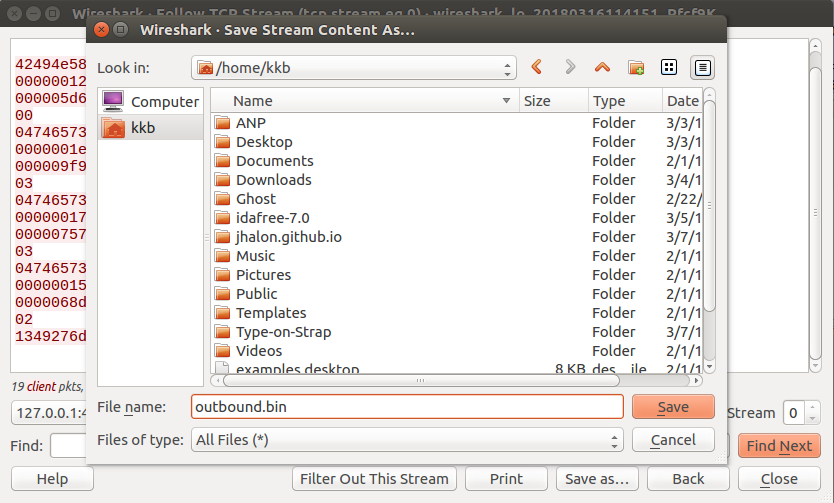 Wireshark · Follow TCP Stream (tcp.stream eq 0) · wireshark_lo_20180316114151_Pfcf9K
Wireshark · Save Stream Content As...
Look in: /home/kkb
Computer
kkb
Name Size Type Date
ANP Folder 3/3/1
Desktop Folder 3/3/1
Documents Folder 2/1/1
Downloads Folder 3/4/1
Ghost Folder 2/22/
idafree-7.0 Folder 3/5/1
jhalon.github.io Folder 3/7/1
Music Folder 2/1/1
Pictures Folder 2/1/1
Public Folder 2/1/1
Templates Folder 2/1/1
Type-on-Strap Folder 3/7/1
Videos Folder 2/1/1
examples.desktop 8 KB des...ile 2/1/1
File name: outbound.bin Save
Files of type: All Files (*) Cancel
42494e58
00000012
000005d6
00
04746573
0000001e
000009f9
03
04746573
00000017
00000757
03
04746573
00000015
0000068d
02
1349276d
19 client pkts,
127.0.0.1:4 Stream 0
Find: Find Next
Help Filter Out This Stream Print Save as... Back Close